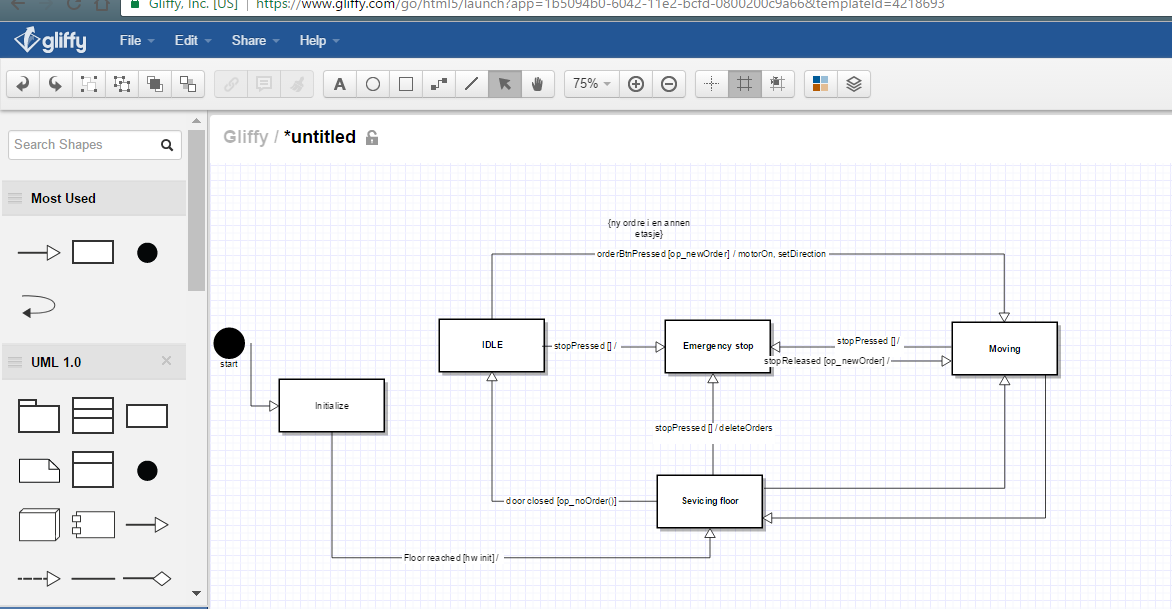 Gliffy, Inc. [US] | https://www.gliffy.com/go/html5/launch?app=1b5094b0-6042-11e2-bcfd-0800200c9a66&templateId=4218693
gliffy File Edit Share Help
A 75%
Search Shapes
Gliffy / *untitled
Most Used
UML 1.0
{ny ordre i en annen
etasje}
orderBtnPressed [op_newOrder] / motorOn, setDirection
start
IDLE
stopPressed [] /
Emergency stop
stopPressed [] /
stopReleased [op_newOrder] /
Moving
Initialize
stopPressed [] / deleteOrders
door closed [op_noOrder()]
Sevicing floor
Floor reached [hw init] /